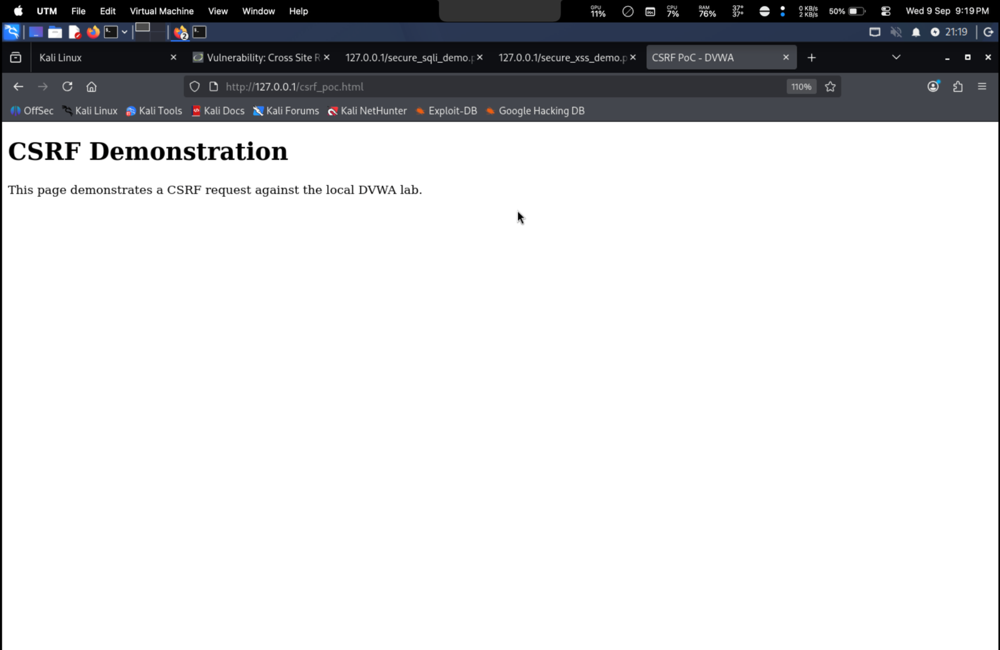 UTM File Edit Virtual Machine View Window Help GPU 11% CPU 7% RAM 76% 37° 37° 0 KB/s 2 KB/s 50% Wed 9 Sep 9:19 PM
2 21:19
Kali Linux Vulnerability: Cross Site R 127.0.0.1/secure_sqli_demo.p 127.0.0.1/secure_xss_demo.p CSRF PoC - DVWA
http://127.0.0.1/csrf_poc.html 110%
OffSec Kali Linux Kali Tools Kali Docs Kali Forums Kali NetHunter Exploit-DB Google Hacking DB
CSRF Demonstration
This page demonstrates a CSRF request against the local DVWA lab.